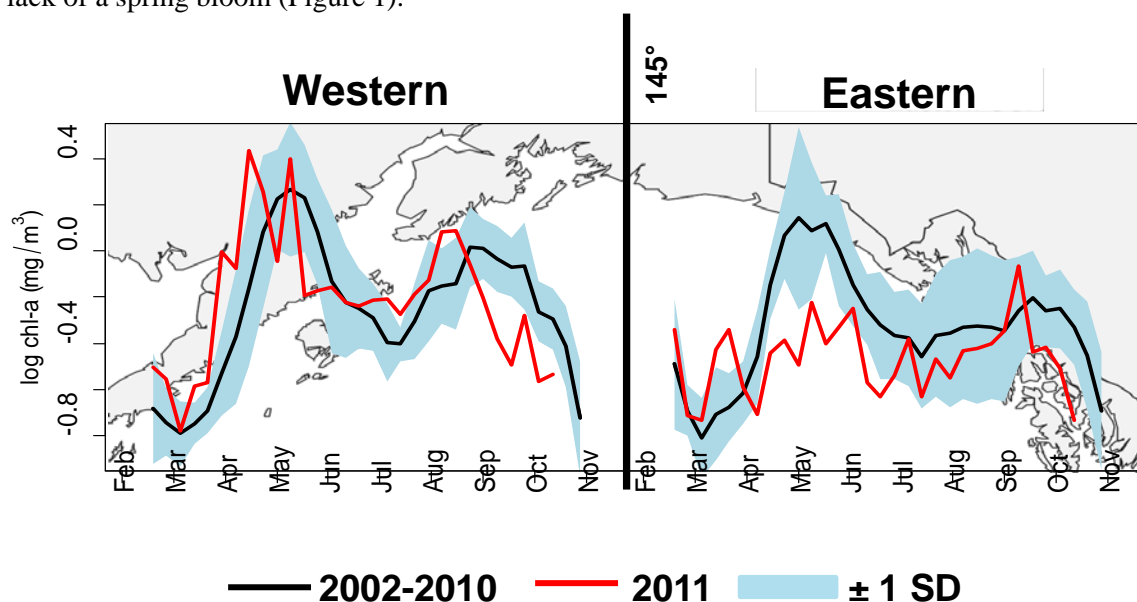 lack of a spring bloom (Figure 1).
Western
145°
Eastern
log chl-a (mg/m³)
0.4
0.0
-0.4
-0.8
Feb Mar Apr May Jun Jul Aug Sep Oct Nov
Feb Mar Apr May Jun Jul Aug Sep Oct Nov
2002-2010 2011 ± 1 SD